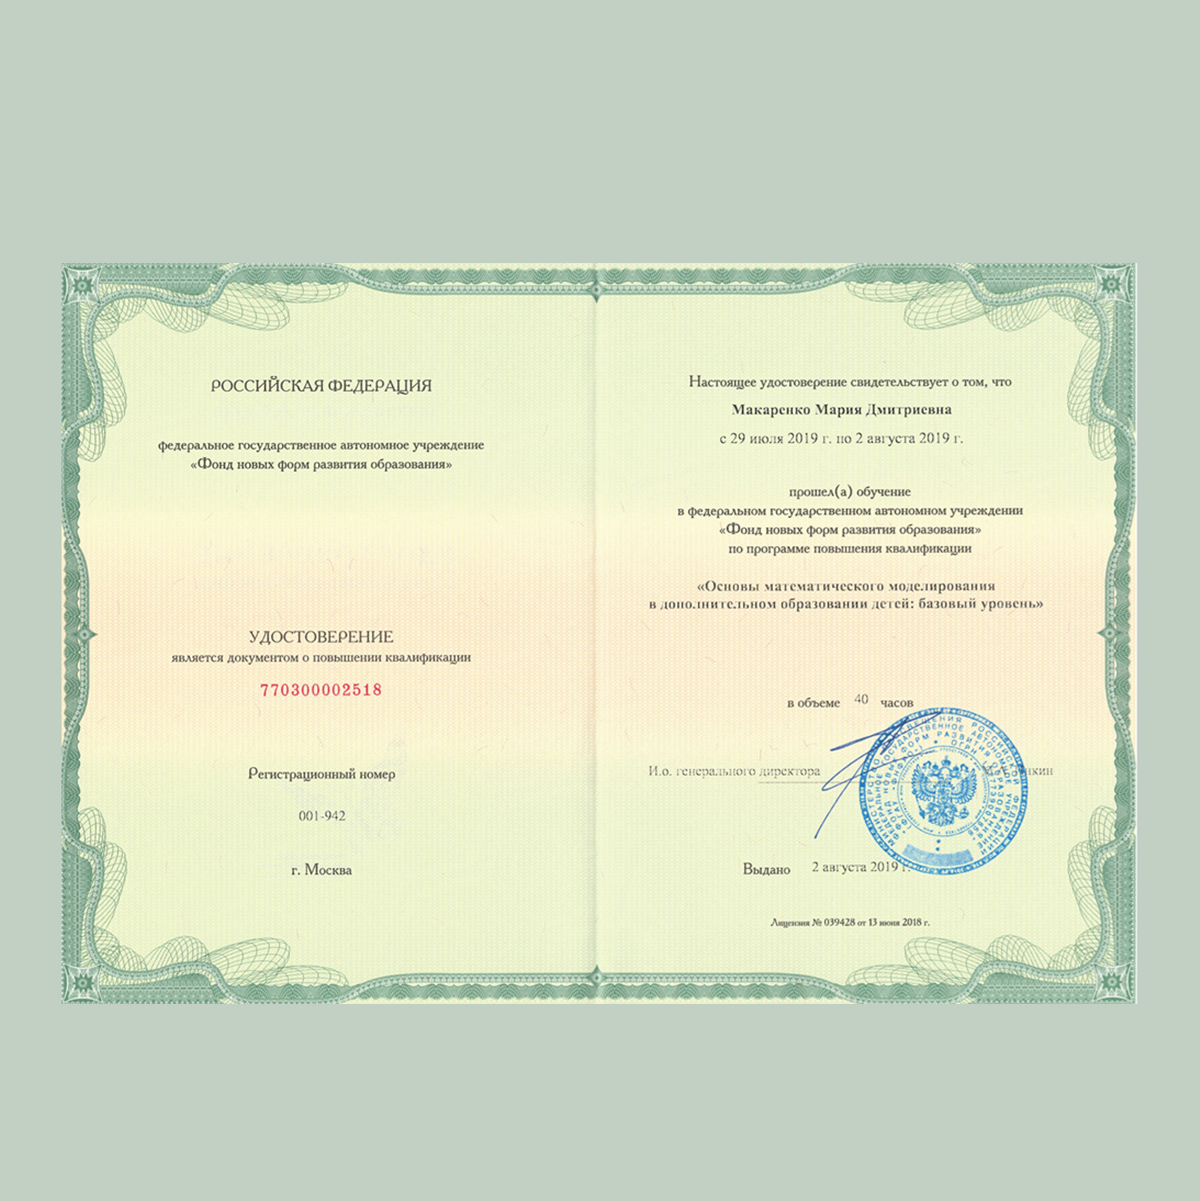 РОССИЙСКАЯ ФЕДЕРАЦИЯ
федеральное государственное автономное учреждение
«Фонд новых форм развития образования»
УДОСТОВЕРЕНИЕ
является документом о повышении квалификации
770300002518
Регистрационный номер
001-942
г. Москва
Настоящее удостоверение свидетельствует о том, что
Макаренко Мария Дмитриевна
с 29 июля 2019 г. по 2 августа 2019 г.
прошел(а) обучение
в федеральном государственном автономном учреждении
«Фонд новых форм развития образования»
по программе повышения квалификации
«Основы математического моделирования
в дополнительном образовании детей: базовый уровень»
в объеме 40 часов
И.о. генерального директора
Выдано 2 августа 2019 г.
Лицензия № 039428 от 13 июня 2018 г.